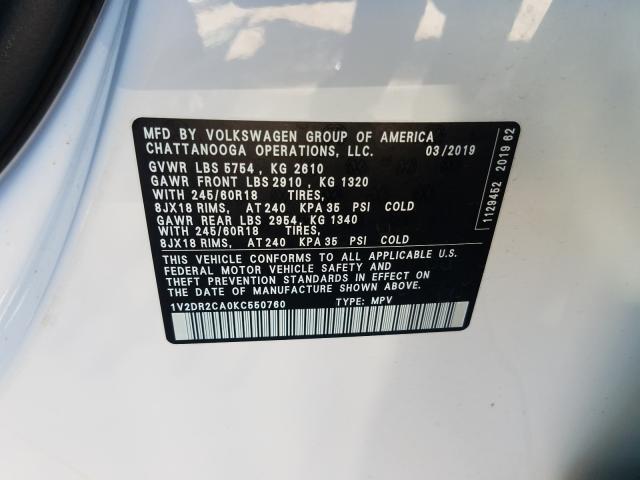 MFD BY VOLKSWAGEN GROUP OF AMERICA
CHATTANOOGA OPERATIONS, LLC. 03/2019
GVWR LBS 5754 , KG 2610
GAWR FRONT LBS 2910 , KG 1320
WITH 245/60R18 TIRES,
8JX18 RIMS, AT 240 KPA 35 PSI COLD
GAWR REAR LBS 2954, KG 1340
WITH 245/60R18 TIRES,
8JX18 RIMS, AT 240 KPA 35 PSI COLD
THIS VEHICLE CONFORMS TO ALL APPLICABLE U.S.
FEDERAL MOTOR VEHICLE SAFETY AND
THEFT PREVENTION STANDARDS IN EFFECT ON
THE DATE OF MANUFACTURE SHOWN ABOVE.
1V2DR2CA0KC550760 TYPE: MPV
1129452 2019 62